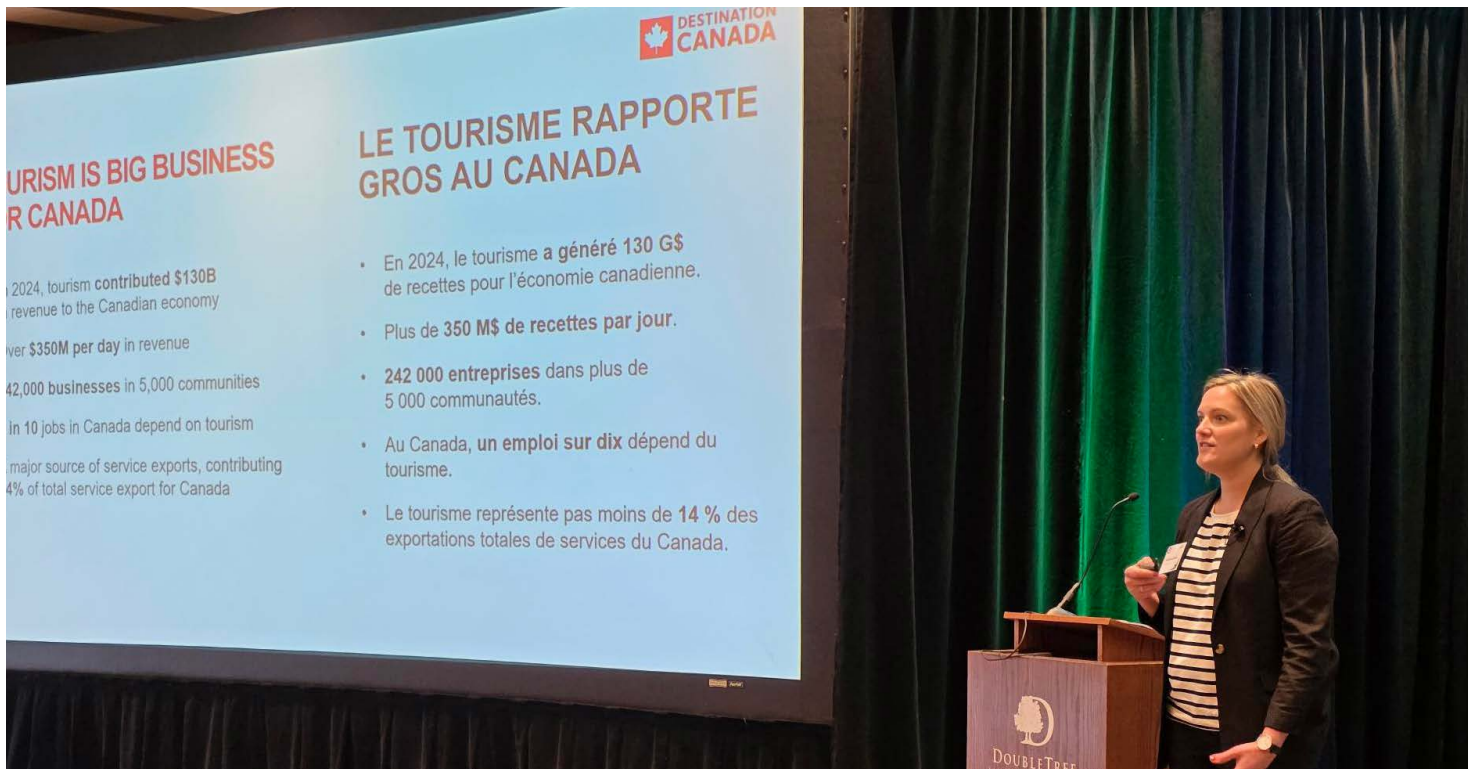 DESTINATION
CANADA
URISM IS BIG BUSINESS
R CANADA
2024, tourism contributed $130B
revenue to the Canadian economy
ver $350M per day in revenue
42,000 businesses in 5,000 communities
in 10 jobs in Canada depend on tourism
major source of service exports, contributing
4% of total service export for Canada
LE TOURISME RAPPORTE
GROS AU CANADA
• En 2024, le tourisme a généré 130 G$
de recettes pour l'économie canadienne.
• Plus de 350 M$ de recettes par jour.
• 242 000 entreprises dans plus de
5 000 communautés.
• Au Canada, un emploi sur dix dépend du
tourisme.
• Le tourisme représente pas moins de 14 % des
exportations totales de services du Canada.
D
DOUBLETREE